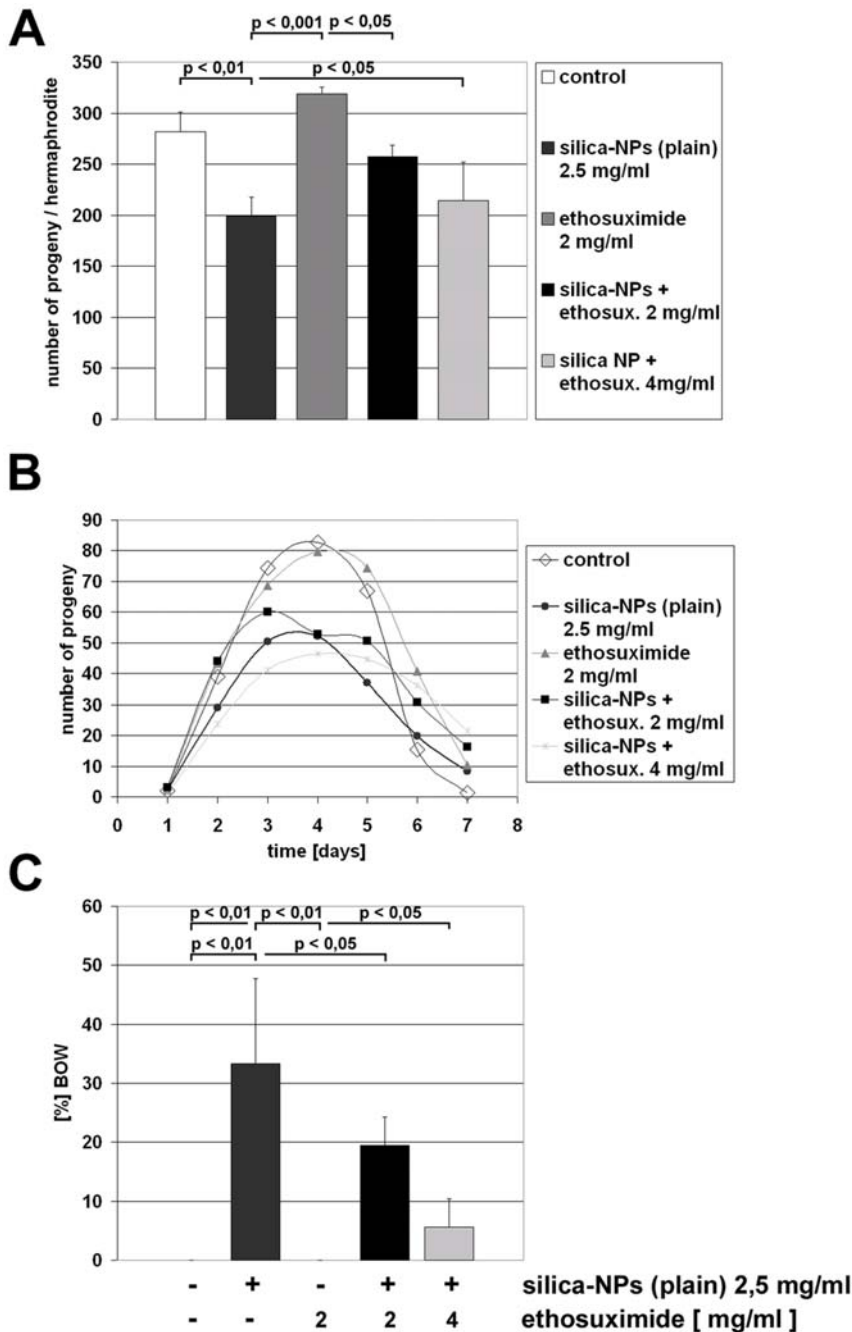 A
p < 0,001 p < 0,05
p < 0,01 p < 0,05
350
300
250
200
150
100
50
0
number of progeny / hermaphrodite
control
silica-NPs (plain)
2.5 mg/ml
ethosuximide
2 mg/ml
silica-NPs +
ethosux. 2 mg/ml
silica NP +
ethosux. 4mg/ml
B
90
80
70
60
50
40
30
20
10
0
number of progeny
0 1 2 3 4 5 6 7 8
time [days]
control
silica-NPs (plain)
2.5 mg/ml
ethosuximide
2 mg/ml
silica-NPs +
ethosux. 2 mg/ml
silica-NPs +
ethosux. 4 mg/ml
C
60
50
40
30
20
10
0
[%] BOW
p < 0,01 p < 0,01 p < 0,05
p < 0,01 p < 0,05
- + - + + silica-NPs (plain) 2,5 mg/ml
- - 2 2 4 ethosuximide [ mg/ml ]